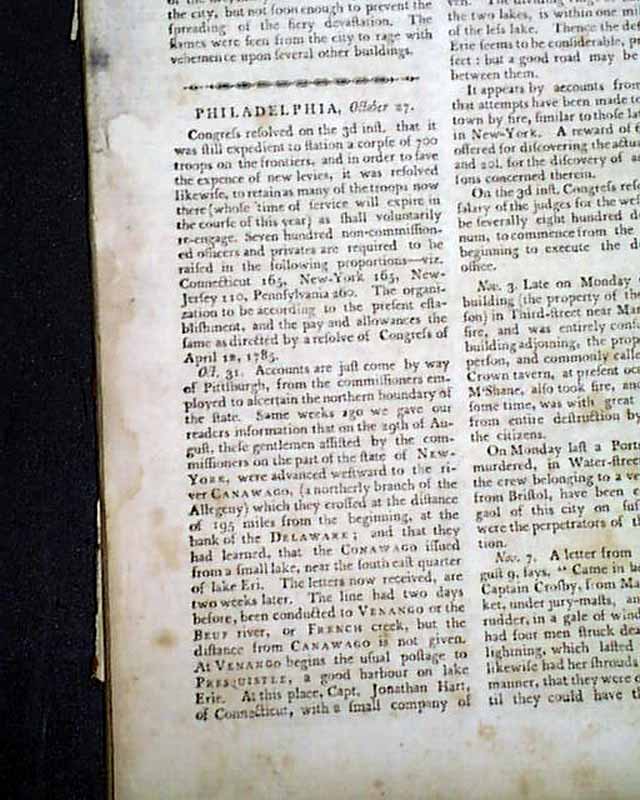 the city, but not soon enough to prevent the
spreading of the fiery devastation. The
flames were seen from the city to rage with
vehemence upon several other buildings.
PHILADELPHIA, October 27.
Congreſs reſolved on the 3d inſt. that it
was ſtill expedient to ſtation a corpſe of 700
troops on the frontiers, and in order to ſave
the expence of new levies, it was reſolved
likewiſe, to retain as many of the troops now
there (whoſe time of ſervice will expire in
the courſe of this year) as ſhall voluntarily
re-engage. Seven hundred non-commiſſion-
ed officers and privates are required to be
raiſed in the following proportions—viz.
Connecticut 165, New-York 165, New-
Jerſey 110, Pennſylvania 260. The organi-
zation to be according to the preſent eſta-
bliſhment, and the pay and allowances the
ſame as directed by a reſolve of Congreſs of
April 12, 1785.
Oct. 31. Accounts are juſt come by way
of Pittſburgh, from the commiſſioners em-
ployed to aſcertain the northern boundary of
the ſtate. Some weeks ago we gave our
readers information that on the 29th of Au-
guſt, theſe gentlemen aſſiſted by the com-
miſſioners on the part of the ſtate of NEW-
YORK, were advanced weſtward to the ri-
ver CANAWAGO, (a northerly branch of the
Allegeny) which they croſſed at the diſtance
of 195 miles from the beginning, at the
bank of the DELAWARE; and that they
had learned, that the CONAWAGO iſſued
from a ſmall lake, near the ſouth eaſt quarter
of lake Eri. The letters now received, are
two weeks later. The line had two days
before, been conducted to VENANGO or the
BEUF river, or FRENCH creek, but the
diſtance from CANAWAGO is not given.
At VENANGO begins the uſual portage to
PRESQUISTLE, a good harbour on lake
Erie. At this place, Capt. Jonathan Hart,
of Connecticut, with a ſmall company of
the two lakes, is within one mi
of the leſs lake. Thence the de
Erie ſeems to be conſiderable, pe
feet: but a good road may be
between them.
It appears by accounts from
that attempts have been made
town by fire, ſimilar to thoſe la
in New-York. A reward of
offered for diſcovering the actua
and 20l. for the diſcovery of a
ſons concerned therein.
On the 3d inſt. Congreſs reſ
ſalary of the judges for the weſ
be ſeverally eight hundred d
num, to commence from the
beginning to execute the d
office.
Nov. 3. Late on Monday
building (the property of the
ſon) in Third-ſtreet near Mar
fire, and was entirely con
building adjoining, the prop
perſon, and commonly calle
Crown tavern, at preſent oc
M'Shane, alſo took fire, and
ſome time, was with great
from entire deſtruction by
the citizens.
On Monday laſt a Port
murdered, in Water-ſtree
the crew belonging to a ve
from Briſtol, have been
gaol of this city on ſuſ
were the perpetrators of
tion.
Nov. 7. A letter from
guſt 9, ſays, "Came in be
Captain Croſby, from Ma
ket, under jury-maſts, an
rudder, in a gale of wind
had four men ſtruck dea
lightning, which laſted
likewiſe had her ſhrouds
manner, that they were o
til they could have th